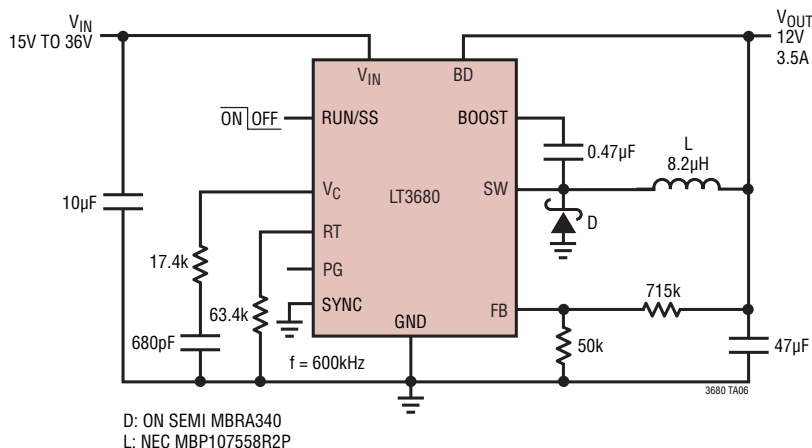 VIN
15V TO 36V
VOUT
12V
3.5A
VIN
BD
ON OFF
RUN/SS
BOOST
0.47µF
L
8.2µH
10µF
VC
LT3680
SW
D
RT
17.4k
PG
715k
63.4k
SYNC
FB
GND
680pF
f = 600kHz
50k
47µF
3680 TA06
D: ON SEMI MBRA340
L: NEC MBP107558R2P